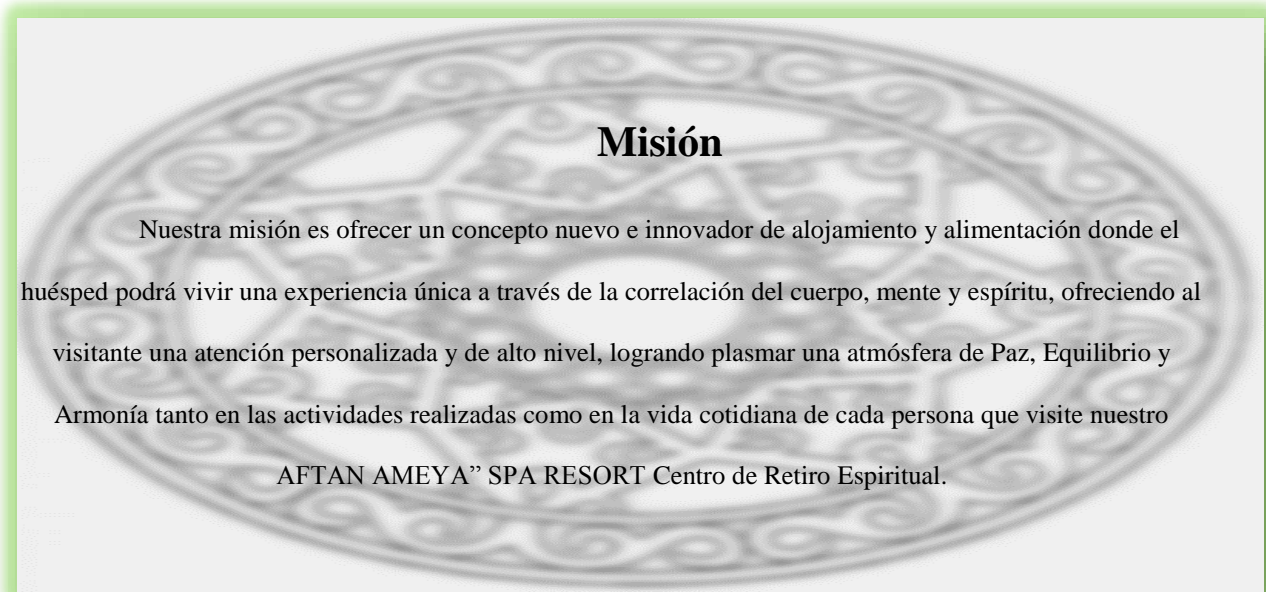 Misión
Nuestra misión es ofrecer un concepto nuevo e innovador de alojamiento y alimentación donde el
huésped podrá vivir una experiencia única a través de la correlación del cuerpo, mente y espíritu, ofreciendo al
visitante una atención personalizada y de alto nivel, logrando plasmar una atmósfera de Paz, Equilibrio y
Armonía tanto en las actividades realizadas como en la vida cotidiana de cada persona que visite nuestro
AFTAN AMEYA” SPA RESORT Centro de Retiro Espiritual.